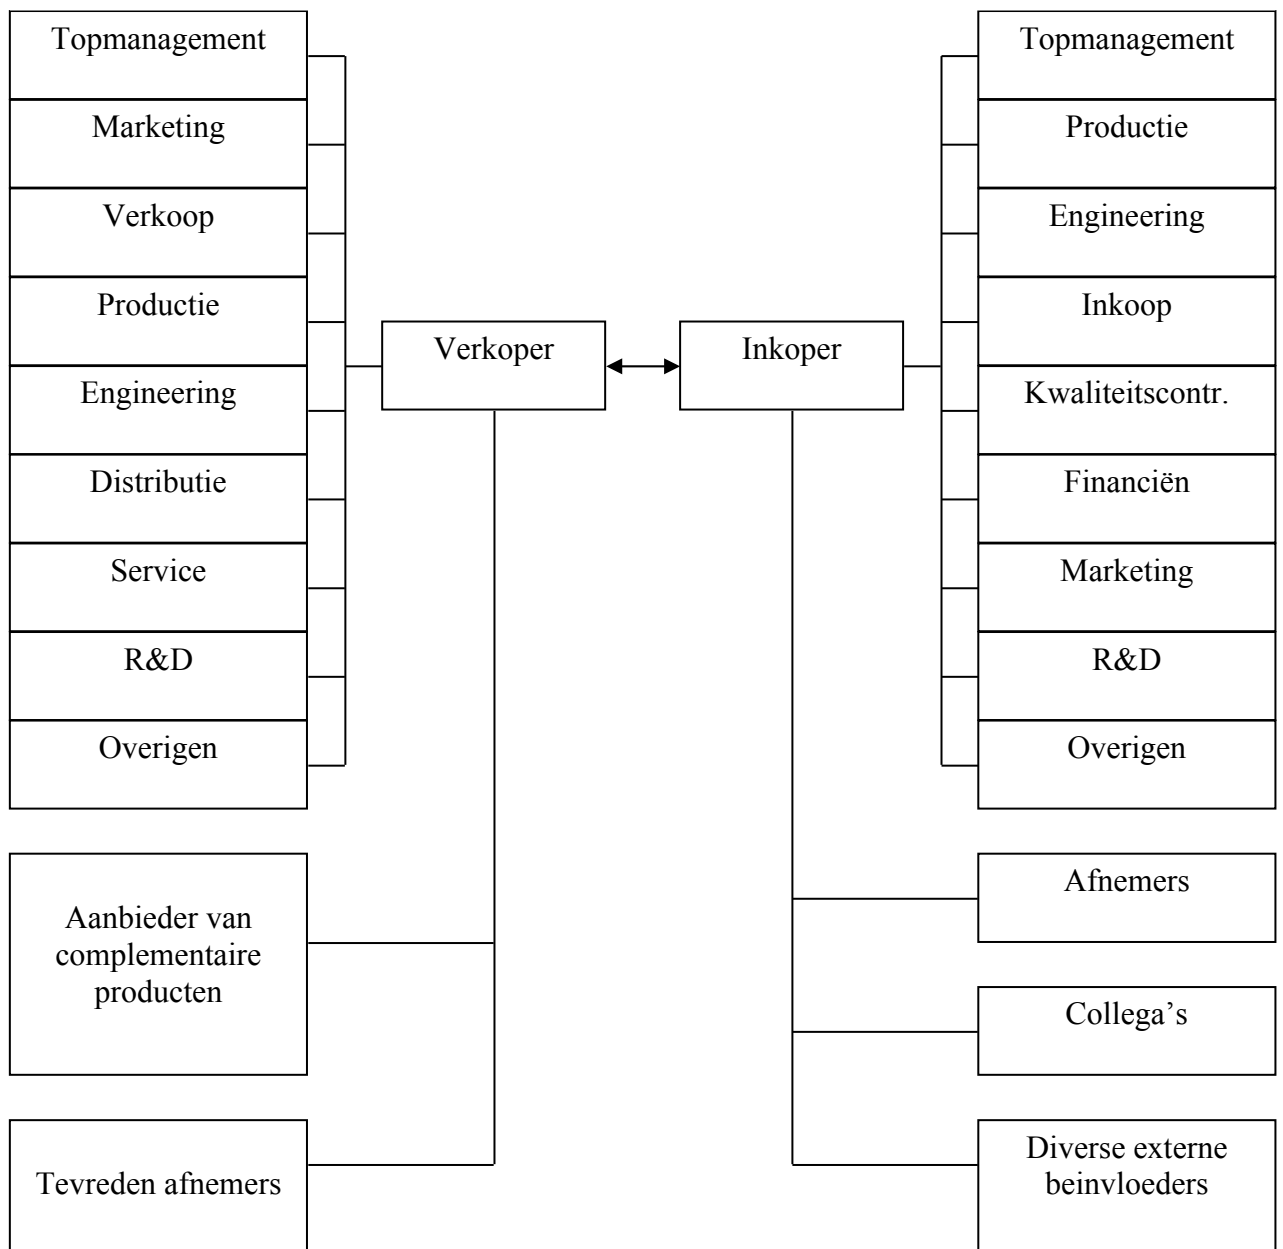 Topmanagement
Marketing
Verkoop
Productie
Engineering
Distributie
Service
R&D
Overigen
Aanbieder van
complementaire
producten
Tevreden afnemers
Verkoper
Inkoper
Topmanagement
Productie
Engineering
Inkoop
Kwaliteitscontr.
Financiën
Marketing
R&D
Overigen
Afnemers
Collega’s
Diverse externe
beinvloeders